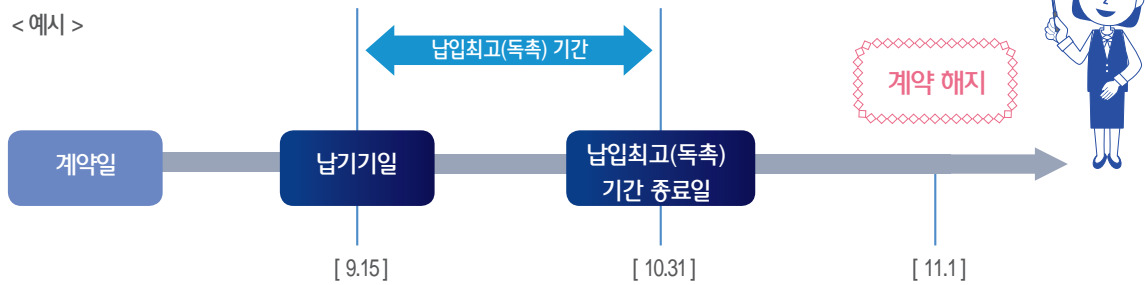 < 예시 >
납입최고(독촉) 기간
계약 해지
계약일
납기기일
납입최고(독촉)
기간 종료일
[ 9.15 ]
[ 10.31 ]
[ 11.1 ]